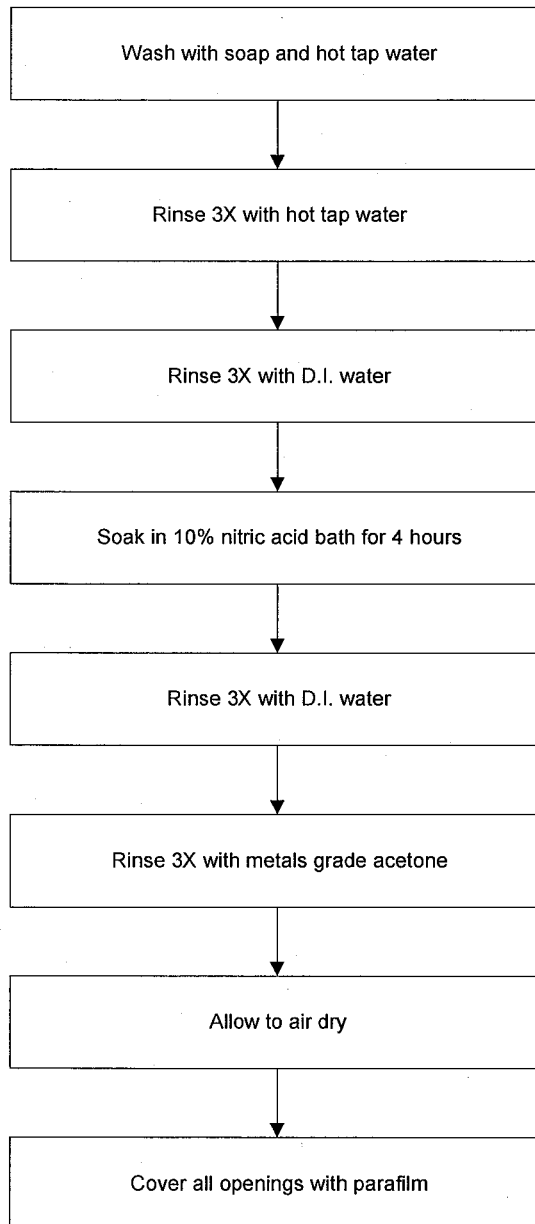 Wash with soap and hot tap water
Rinse 3X with hot tap water
Rinse 3X with D.I. water
Soak in 10% nitric acid bath for 4 hours
Rinse 3X with D.I. water
Rinse 3X with metals grade acetone
Allow to air dry
Cover all openings with parafilm